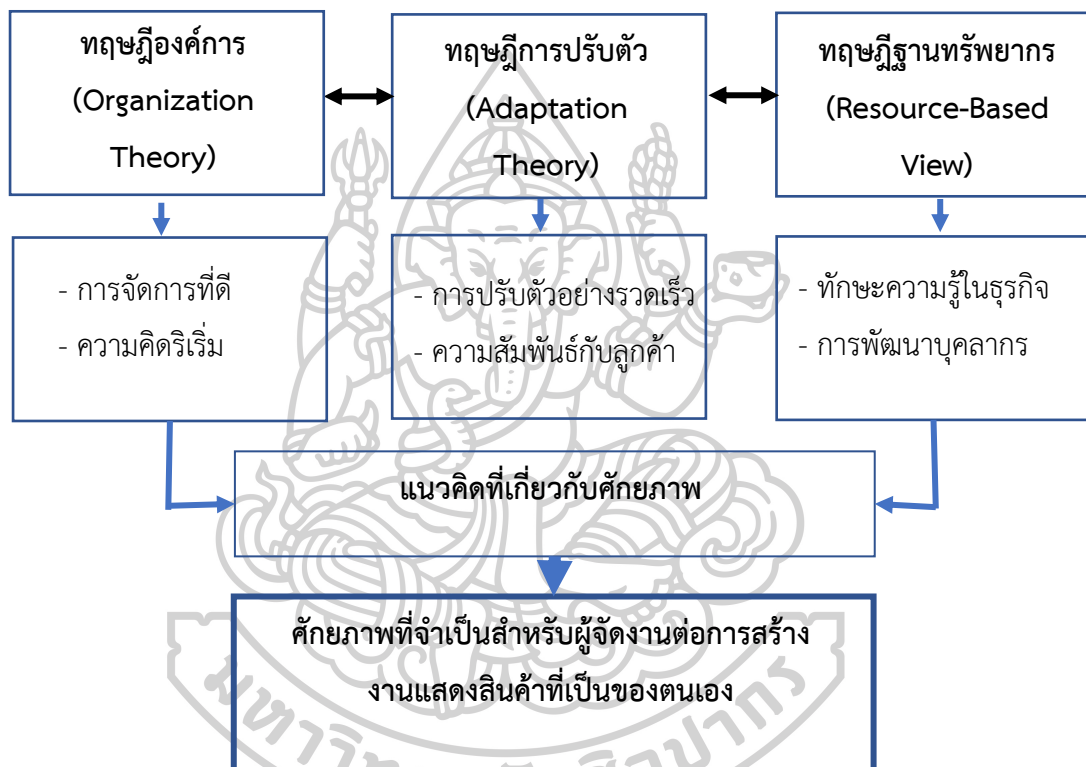 ทฤษฎีองค์การ
(Organization
Theory)
ทฤษฎีการปรับตัว
(Adaptation
Theory)
ทฤษฎีฐานทรัพยากร
(Resource-Based
View)
- การจัดการที่ดี
- ความคิดริเริ่ม
- การปรับตัวอย่างรวดเร็ว
- ความสัมพันธ์กับลูกค้า
- ทักษะความรู้ในธุรกิจ
- การพัฒนาบุคลากร
แนวคิดที่เกี่ยวกับศักยภาพ
ศักยภาพที่จำเป็นสำหรับผู้จัดงานต่อการสร้าง
งานแสดงสินค้าที่เป็นของตนเอง